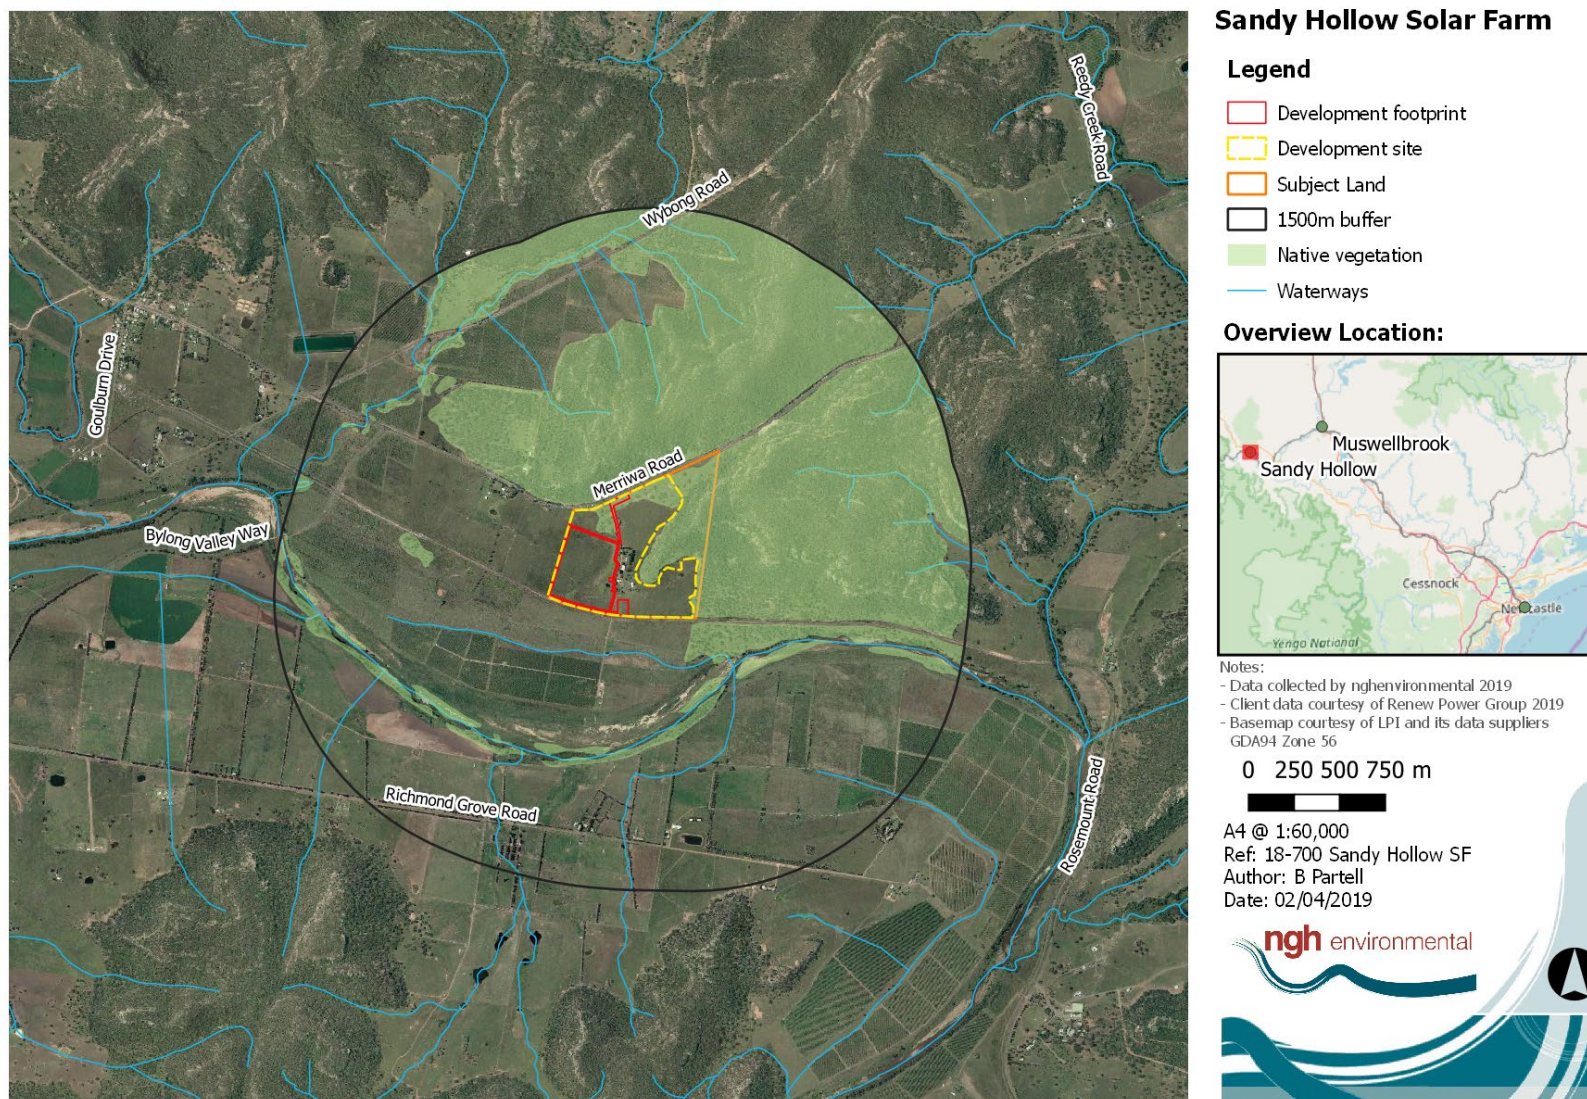 Sandy Hollow Solar Farm
Legend
Development footprint
Development site
Subject Land
1500m buffer
Native vegetation
Waterways
Overview Location:
Muswellbrook
Sandy Hollow
Cessnock
Newcastle
Yengo National
Notes:
- Data collected by nghenvironmental 2019
- Client data courtesy of Renew Power Group 2019
- Basemap courtesy of LPI and its data suppliers
GDA94 Zone 56
0 250 500 750 m
A4 @ 1:60,000
Ref: 18-700 Sandy Hollow SF
Author: B Partell
Date: 02/04/2019
ngh environmental
Reedy Creek Road
Wybong Road
Goulburn Drive
Merriwa Road
Bylong Valley Way
Richmond Grove Road
Rosemount Road